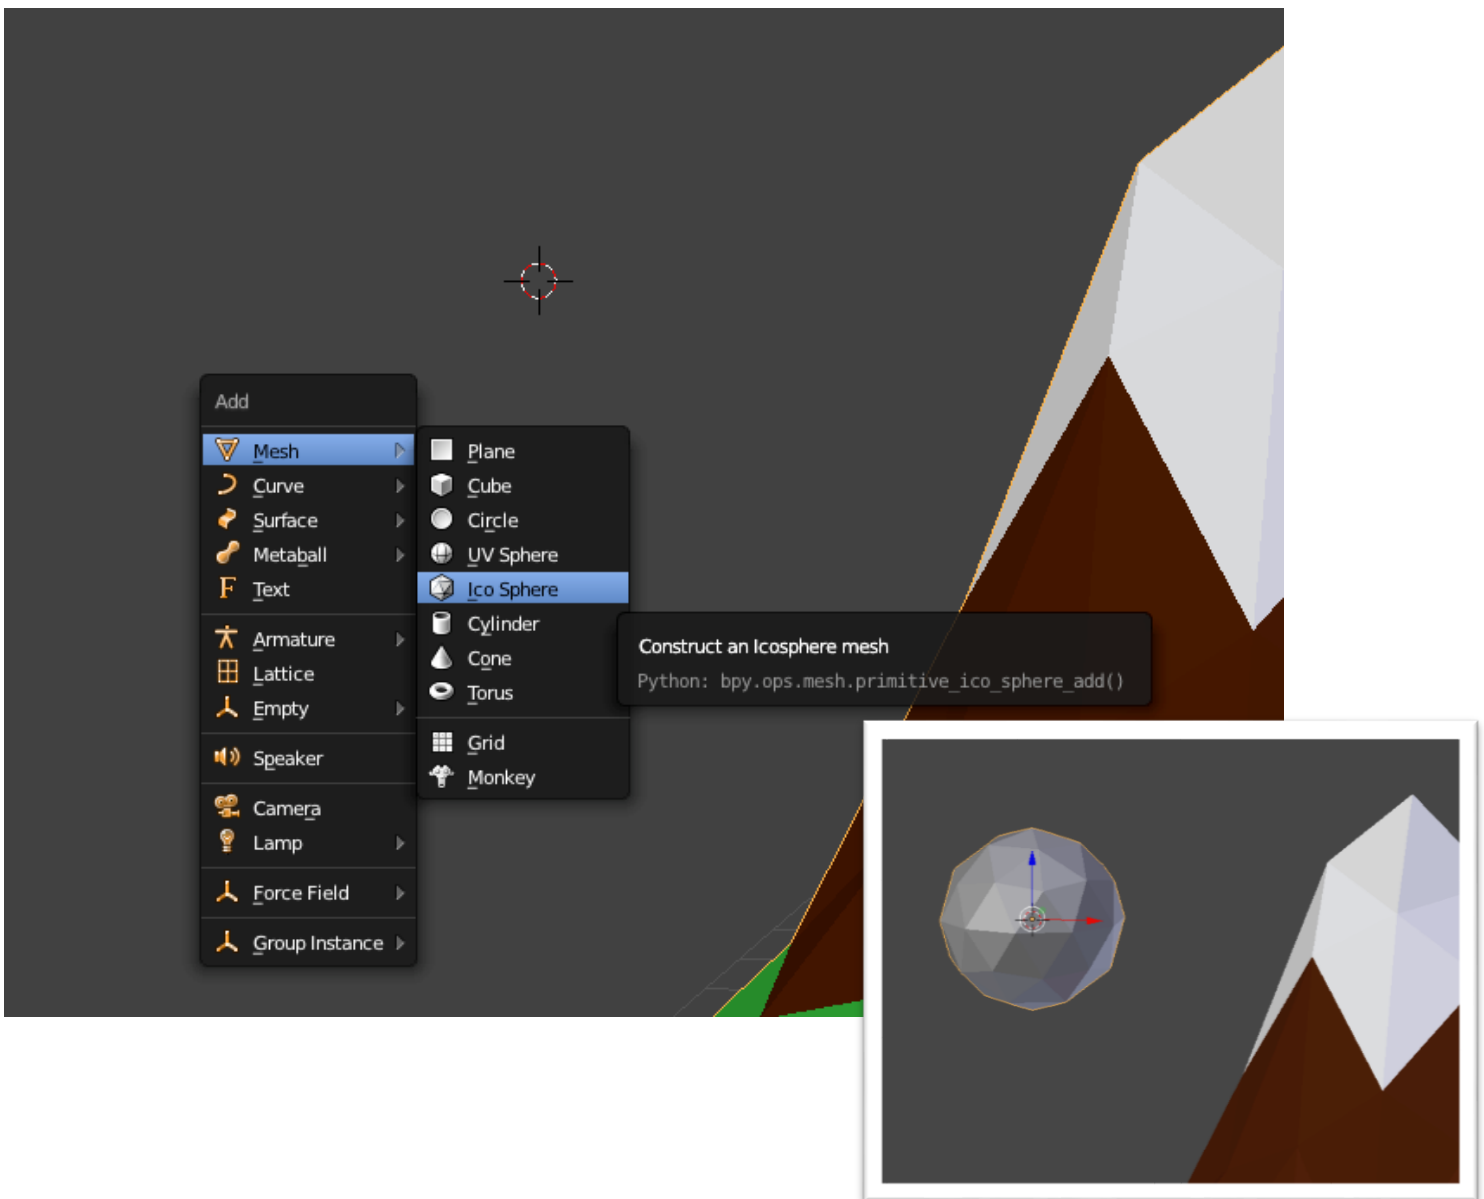 Add
Mesh
Curve
Surface
Metaball
Text
Armature
Lattice
Empty
Speaker
Camera
Lamp
Force Field
Group Instance
Plane
Cube
Circle
UV Sphere
Ico Sphere
Cylinder
Cone
Torus
Grid
Monkey
Construct an Icosphere mesh
Python: bpy.ops.mesh.primitive_ico_sphere_add()